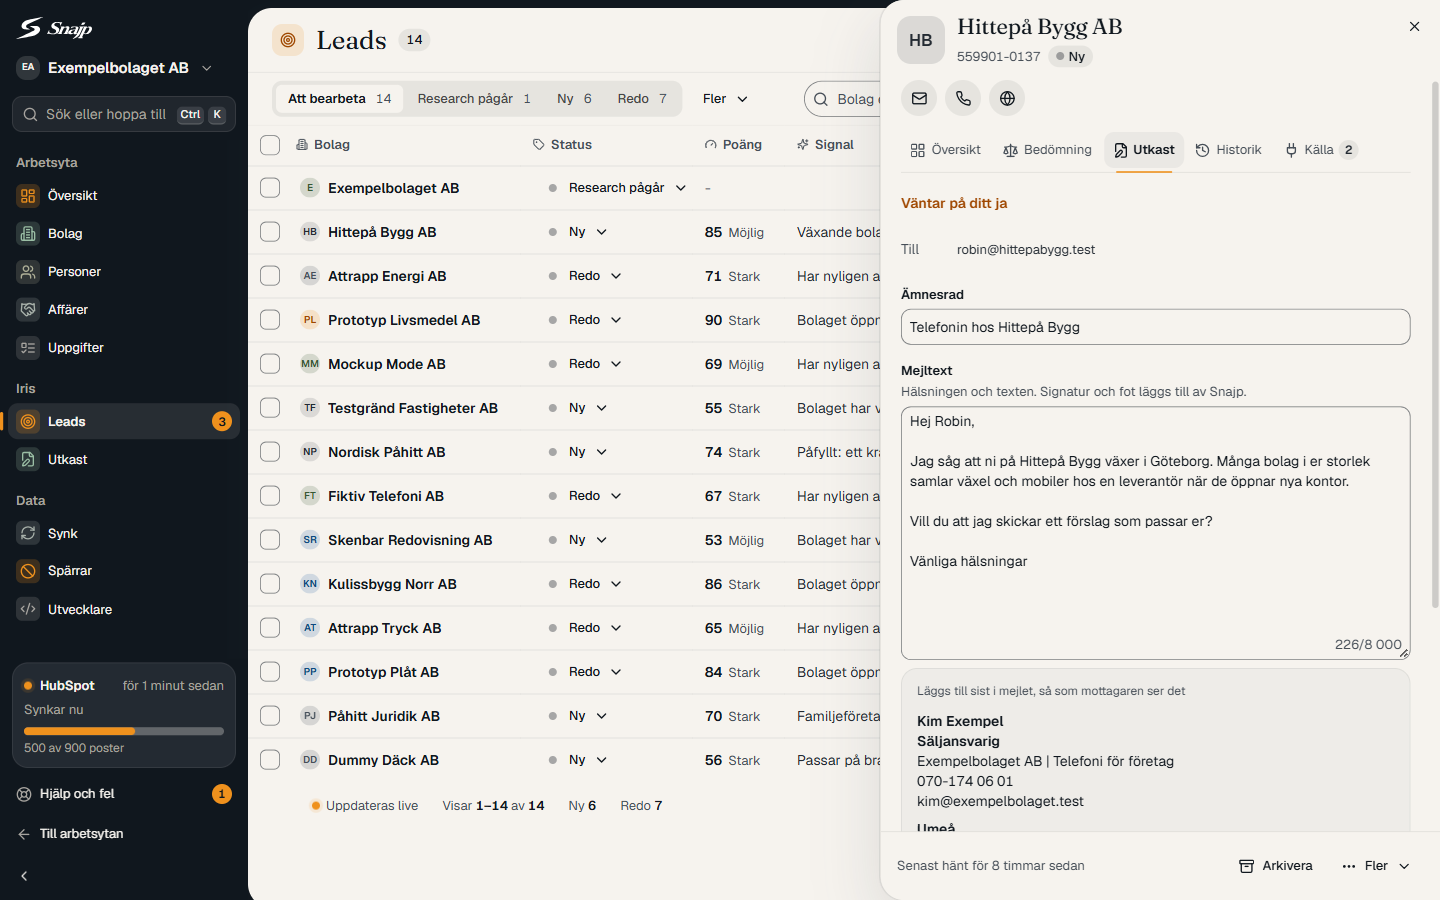 Snajp
EA Exempelbolaget AB
Sök eller hoppa till Ctrl K
Arbetsyta
Översikt
Bolag
Personer
Affärer
Uppgifter
Iris
Leads 3
Utkast
Data
Synk
Spärrar
Utvecklare
HubSpot för 1 minut sedan
Synkar nu
500 av 900 poster
Hjälp och fel 1
Till arbetsytan
Leads 14
Att bearbeta 14 Research pågår 1 Ny 6 Redo 7 Fler
Bolag
Bolag Status Poäng Signal
E Exempelbolaget AB Research pågår -
HB Hittepå Bygg AB Ny 85 Möjlig Växande bola
AE Attrapp Energi AB Redo 71 Stark Har nyligen a
PL Prototyp Livsmedel AB Redo 90 Stark Bolaget öppn
MM Mockup Mode AB Redo 69 Möjlig Har nyligen a
TF Testgränd Fastigheter AB Ny 55 Stark Bolaget har v
NP Nordisk Påhitt AB Ny 74 Stark Påfyllt: ett kra
FT Fiktiv Telefoni AB Redo 67 Stark Har nyligen a
SR Skenbar Redovisning AB Ny 53 Möjlig Bolaget har v
KN Kulissbygg Norr AB Redo 86 Stark Bolaget öppn
AT Attrapp Tryck AB Redo 65 Möjlig Har nyligen a
PP Prototyp Plåt AB Redo 84 Stark Bolaget öppn
PJ Påhitt Juridik AB Ny 70 Stark Familjeföreta
DD Dummy Däck AB Ny 56 Stark Passar på bra
Uppdateras live Visar 1–14 av 14 Ny 6 Redo 7
HB Hittepå Bygg AB
559901-0137 Ny
Översikt Bedömning Utkast Historik Källa 2
Väntar på ditt ja
Till robin@hittepabygg.test
Ämnesrad
Telefonin hos Hittepå Bygg
Mejltext
Hälsningen och texten. Signatur och fot läggs till av Snajp.
Hej Robin,
Jag såg att ni på Hittepå Bygg växer i Göteborg. Många bolag i er storlek
samlar växel och mobiler hos en leverantör när de öppnar nya kontor.
Vill du att jag skickar ett förslag som passar er?
Vänliga hälsningar
226/8 000
Läggs till sist i mejlet, så som mottagaren ser det
Kim Exempel
Säljansvarig
Exempelbolaget AB | Telefoni för företag
070-174 06 01
kim@exempelbolaget.test
Umeå
Senast hänt för 8 timmar sedan Arkivera Fler